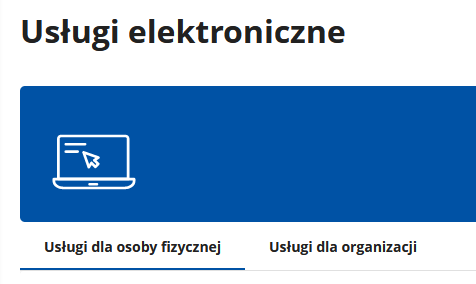 Usługi elektroniczne
Usługi dla osoby fizycznej
Usługi dla organizacji